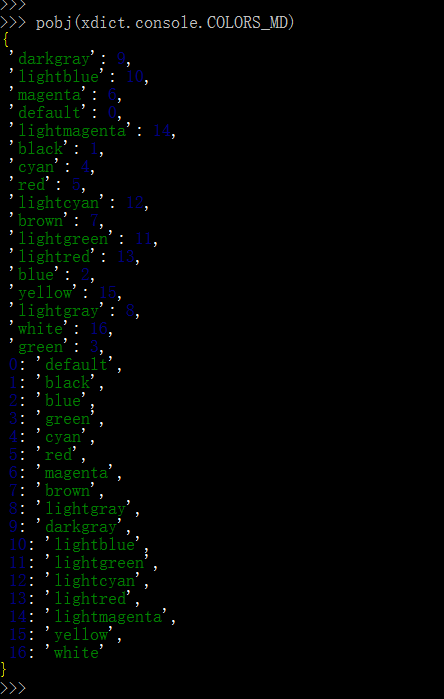 >>>
>>> pobj(xdict.console.COLORS_MD)
{
 'darkgray': 9,
 'lightblue': 10,
 'magenta': 6,
 'default': 0,
 'lightmagenta': 14,
 'black': 1,
 'cyan': 4,
 'red': 5,
 'lightcyan': 12,
 'brown': 7,
 'lightgreen': 11,
 'lightred': 13,
 'blue': 2,
 'yellow': 15,
 'lightgray': 8,
 'white': 16,
 'green': 3,
 0: 'default',
 1: 'black',
 2: 'blue',
 3: 'green',
 4: 'cyan',
 5: 'red',
 6: 'magenta',
 7: 'brown',
 8: 'lightgray',
 9: 'darkgray',
 10: 'lightblue',
 11: 'lightgreen',
 12: 'lightcyan',
 13: 'lightred',
 14: 'lightmagenta',
 15: 'yellow',
 16: 'white'
}
>>>